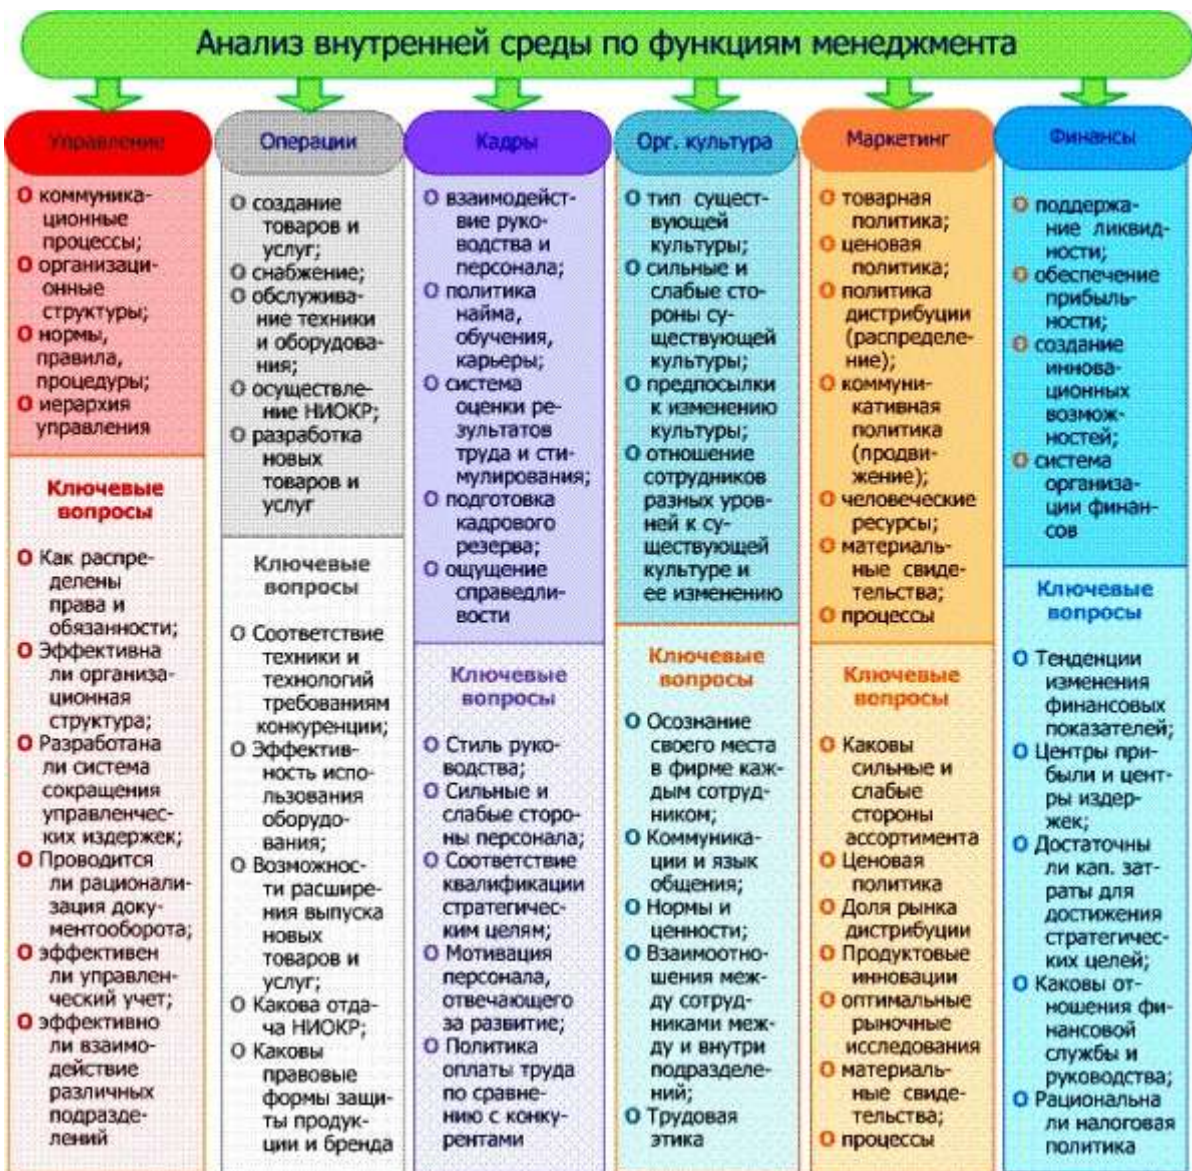 Анализ внутренней среды по функциям менеджмента
Управление
О коммуника-
ционные
процессы;
О организаци-
онные
структуры;
О нормы,
правила,
процедуры;
О иерархия
управления
Ключевые
вопросы
О Как распре-
делены
права и
обязанности;
О Эффективна
ли организа-
ционная
структура;
О Разработана
ли система
сокращения
управленчес-
ких издержек;
О Проводится
ли рационали-
зация доку-
ментооборота;
О эффективен
ли управлен-
ческий учет;
О эффективно
ли взаимо-
действие
различных
подразде-
лений
Операции
О создание
товаров и
услуг;
О снабжение;
О обслужива-
ние техники
и оборудова-
ния;
О осуществле-
ние НИОКР;
О разработка
новых
товаров и
услуг
Ключевые
вопросы
О Соответствие
техники и
технологий
требованиям
конкуренции;
О Эффектив-
ность испо-
льзования
оборудо-
вания;
О Возможнос-
ти расшире-
ния выпуска
новых
товаров и
услуг;
О Какова отда-
ча НИОКР;
О Каковы
правовые
формы защи-
ты продук-
ции и бренда
Кадры
О взаимодейст-
вие руко-
водства и
персонала;
О политика
найма,
обучения,
карьеры;
О система
оценки ре-
зультатов
труда и сти-
мулирования;
О подготовка
кадрового
резерва;
О ощущение
справедли-
вости
Ключевые
вопросы
О Стиль руко-
водства;
О Сильные и
слабые сторо-
ны персонала;
О Соответствие
квалификации
стратегичес-
ким целям;
О Мотивация
персонала,
отвечающего
за развитие;
О Политика
оплаты труда
по сравне-
нию с конку-
рентами
Орг. культура
О тип сущест-
вующей
культуры;
О сильные и
слабые сто-
роны су-
ществующей
культуры;
О предпосылки
к изменению
культуры;
О отношение
сотрудников
разных уров-
ней к су-
ществующей
культуре и
ее изменению
Ключевые
вопросы
О Осознание
своего места
в фирме каж-
дым сотруд-
ником;
О Коммуника-
ции и язык
общения;
О Нормы и
ценности;
О Взаимоотно-
шения меж-
ду сотруд-
никами меж-
ду и внутри
подразделе-
ний;
О Трудовая
этика
Маркетинг
О товарная
политика;
О ценовая
политика;
О политика
дистрибуции
(распределе-
ние);
О коммуни-
кативная
политика
(продви-
жение);
О человеческие
ресурсы;
О материаль-
ные свиде-
тельства;
О процессы
Ключевые
вопросы
О Каковы
сильные и
слабые
стороны
ассортимента
О Ценовая
политика
О Доля рынка
дистрибуции
О Продуктовые
инновации
О оптимальные
рыночные
исследования
О материаль-
ные свиде-
тельства;
О процессы
Финансы
О поддержа-
ние ликвид-
ности;
О обеспечение
прибыль-
ности;
О создание
иннова-
ционных
возмож-
ностей;
О система
организа-
ции финан-
сов
Ключевые
вопросы
О Тенденции
изменения
финансовых
показателей;
О Центры при-
были и цент-
ры издер-
жек;
О Достаточны
ли кап. зат-
раты для
достижения
стратегичес-
ких целей;
О Каковы от-
ношения фи-
нансовой
службы и
руководства;
О Рациональна
ли налоговая
политика